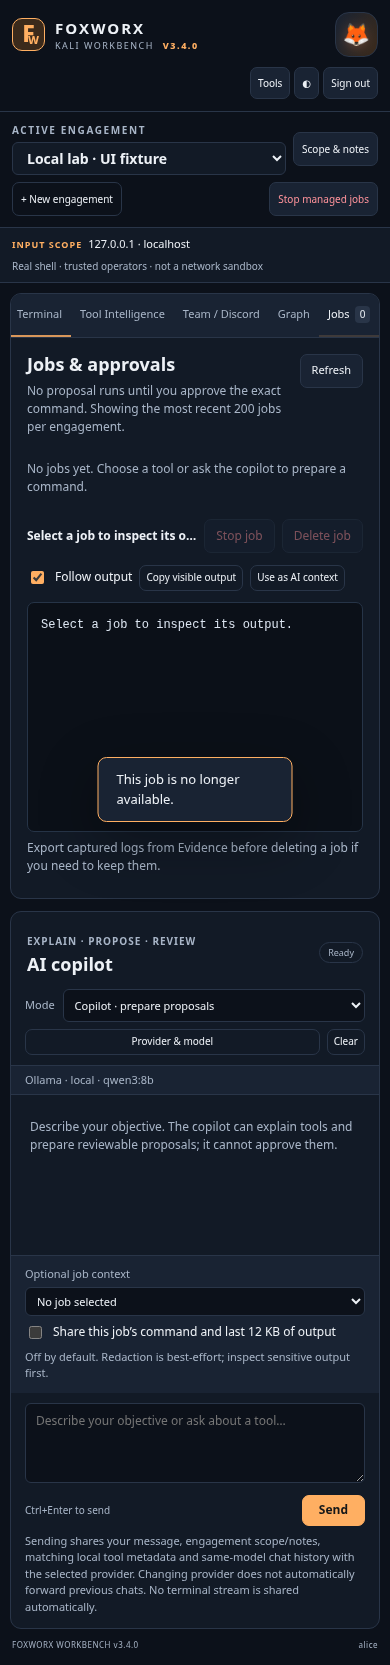 FW
FOXWORX
KALI WORKBENCH v3.4.0
Tools
Sign out
ACTIVE ENGAGEMENT
Local lab · UI fixture
Scope & notes
+ New engagement
Stop managed jobs
INPUT SCOPE 127.0.0.1 · localhost
Real shell · trusted operators · not a network sandbox
Terminal Tool Intelligence Team / Discord Graph Jobs 0
Jobs & approvals
Refresh
No proposal runs until you approve the exact
command. Showing the most recent 200 jobs
per engagement.
No jobs yet. Choose a tool or ask the copilot to prepare a
command.
Select a job to inspect its o... Stop job Delete job
Follow output Copy visible output Use as AI context
Select a job to inspect its output.
This job is no longer
available.
Export captured logs from Evidence before deleting a job if
you need to keep them.
EXPLAIN · PROPOSE · REVIEW
AI copilot
Ready
Mode Copilot · prepare proposals
Provider & model Clear
Ollama · local · qwen3:8b
Describe your objective. The copilot can explain tools and
prepare reviewable proposals; it cannot approve them.
Optional job context
No job selected
Share this job's command and last 12 KB of output
Off by default. Redaction is best-effort; inspect sensitive output
first.
Describe your objective or ask about a tool...
Ctrl+Enter to send
Send
Sending shares your message, engagement scope/notes,
matching local tool metadata and same-model chat history with
the selected provider. Changing provider does not automatically
forward previous chats. No terminal stream is shared
automatically.
FOXWORX WORKBENCH v3.4.0 alice